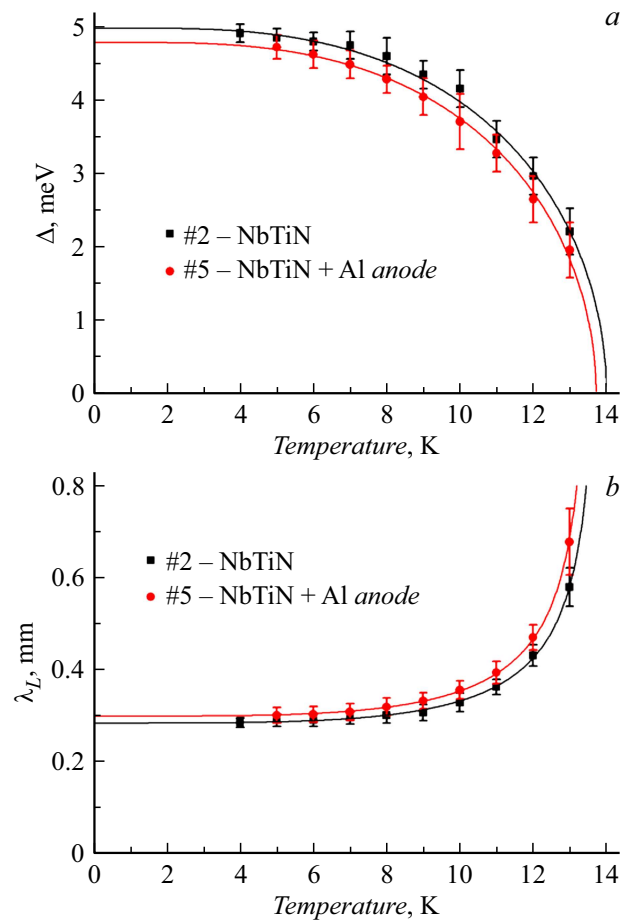 a
5
4
3
2
1
0
Δ, meV
#2 – NbTiN
#5 – NbTiN + Al anode
0 2 4 6 8 10 12 14
Temperature, K
b
0.8
0.6
0.4
0.2
0
λL, mm
#2 – NbTiN
#5 – NbTiN + Al anode
0 2 4 6 8 10 12 14
Temperature, K